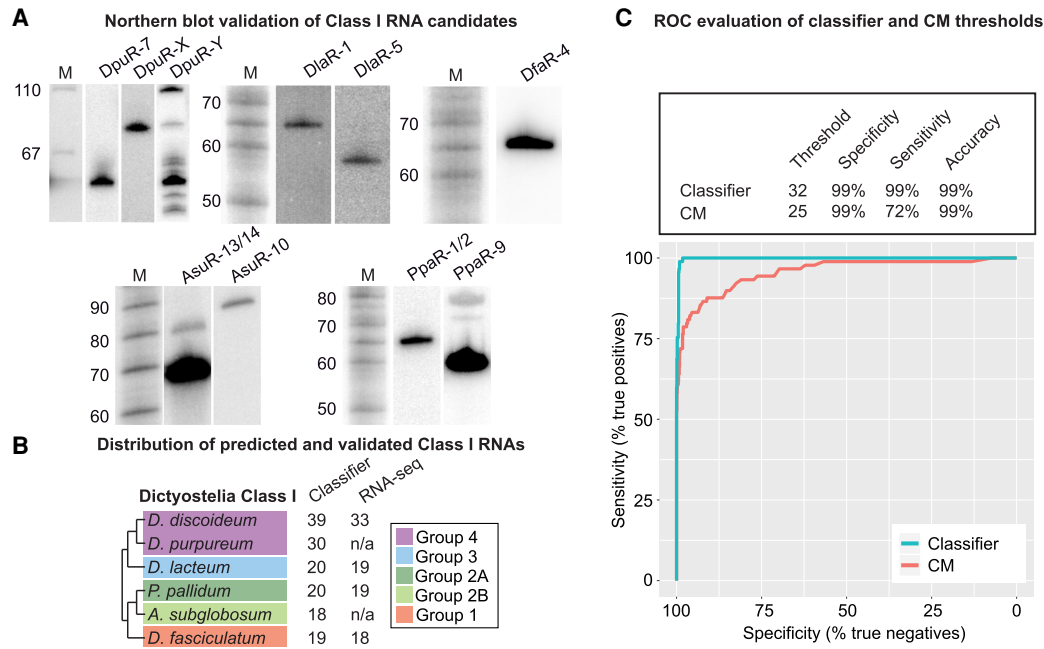 A
Northern blot validation of Class I RNA candidates
M DpuR-7 DpuR-X DpuR-Y
110
67
M DlaR-1 DlaR-5
70
60
50
M DfaR-4
70
60
M AsuR-13/14 AsuR-10
90
80
70
60
M PpaR-1/2 PpaR-9
80
70
60
50
B
Distribution of predicted and validated Class I RNAs
Dictyostelia Class I Classifier RNA-seq
D. discoideum 39 33
D. purpureum 30 n/a
D. lacteum 20 19
P. pallidum 20 19
A. subglobosum 18 n/a
D. fasciculatum 19 18
Group 4
Group 3
Group 2A
Group 2B
Group 1
C
ROC evaluation of classifier and CM thresholds
Threshold Specificity Sensitivity Accuracy
Classifier 32 99% 99% 99%
CM 25 99% 72% 99%
Sensitivity (% true positives)
100
75
50
25
0
Classifier
CM
100 75 50 25 0
Specificity (% true negatives)